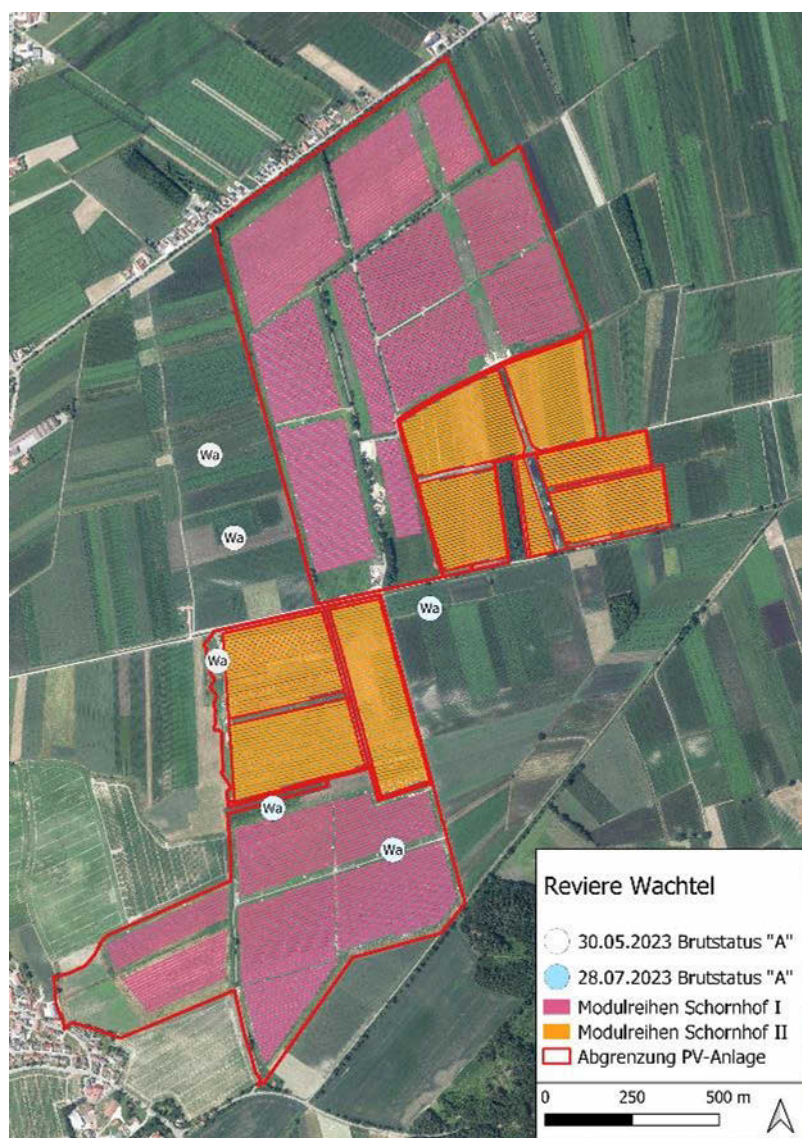 Wa
Wa
Wa
Wa
Wa
Wa
Reviere Wachtel
30.05.2023 Brutstatus "A"
28.07.2023 Brutstatus "A"
Modulreihen Schornhof I
Modulreihen Schornhof II
Abgrenzung PV-Anlage
0 250 500 m